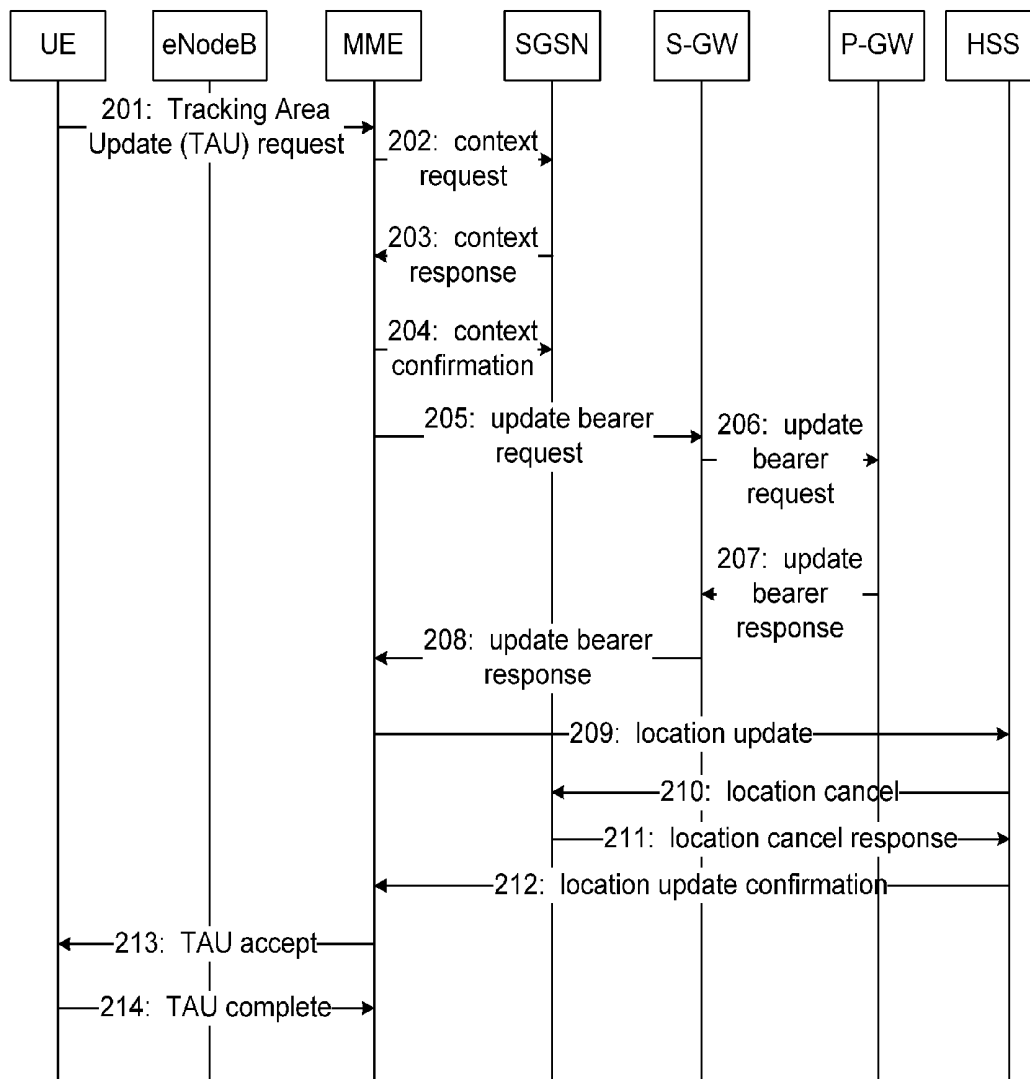 UE
eNodeB
MME
SGSN
S-GW
P-GW
HSS
201: Tracking Area
Update (TAU) request
202: context
request
203: context
response
204: context
confirmation
205: update bearer
request
206: update
bearer
request
207: update
bearer
response
208: update bearer
response
209: location update
210: location cancel
211: location cancel response
212: location update confirmation
213: TAU accept
214: TAU complete